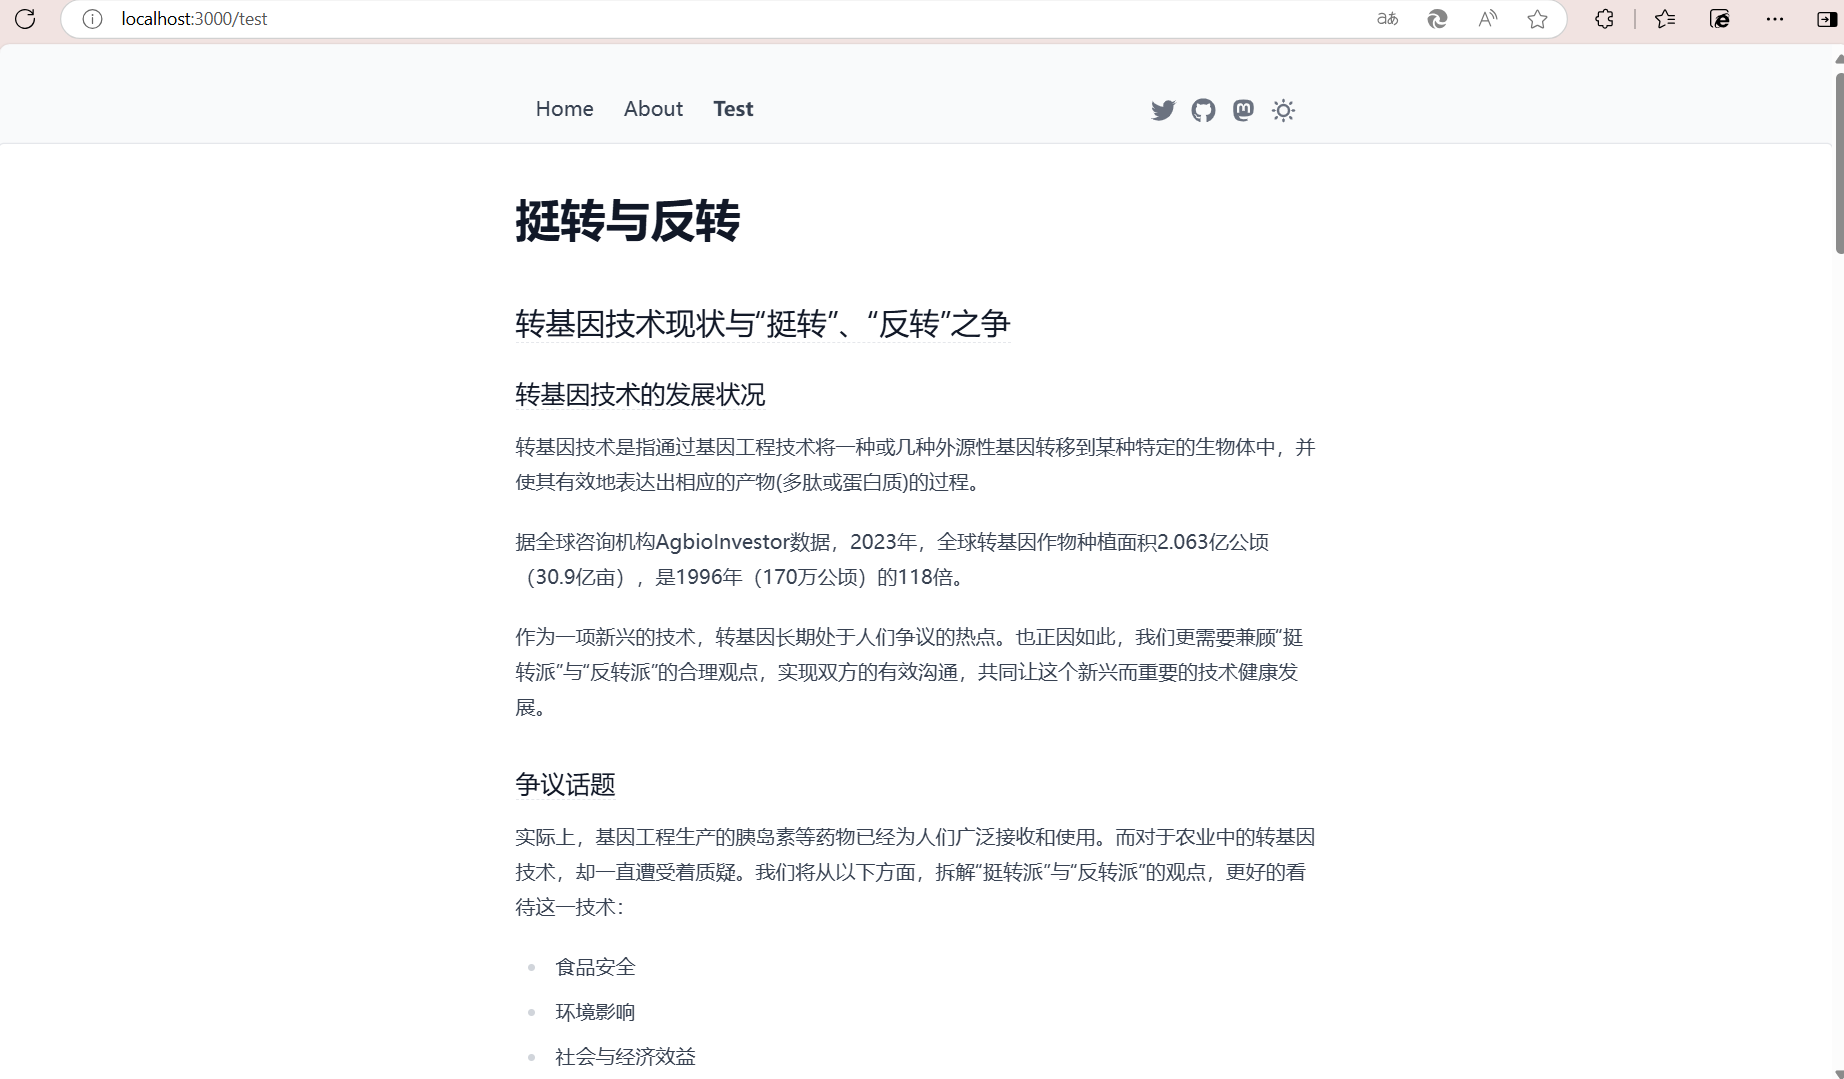 localhost:3000/test
Home About Test
挺转与反转
转基因技术现状与“挺转”、“反转”之争
转基因技术的发展状况
转基因技术是指通过基因工程技术将一种或几种外源性基因转移到某种特定的生物体中，并
使其有效地表达出相应的产物(多肽或蛋白质)的过程。
据全球咨询机构AgbioInvestor数据，2023年，全球转基因作物种植面积2.063亿公顷
（30.9亿亩），是1996年（170万公顷）的118倍。
作为一项新兴的技术，转基因长期处于人们争议的热点。也正因如此，我们更需要兼顾“挺
转派”与“反转派”的合理观点，实现双方的有效沟通，共同让这个新兴而重要的技术健康发
展。
争议话题
实际上，基因工程生产的胰岛素等药物已经为人们广泛接收和使用。而对于农业中的转基因
技术，却一直遭受着质疑。我们将从以下方面，拆解“挺转派”与“反转派”的观点，更好的看
待这一技术：
食品安全
环境影响
社会与经济效益